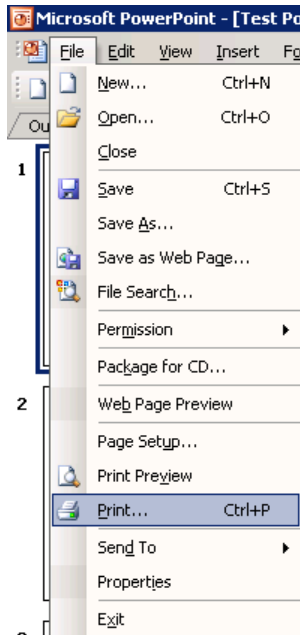 Microsoft PowerPoint - [Test Po
File Edit View Insert Fo
New... Ctrl+N
Open... Ctrl+O
Ou
Close
1
Save Ctrl+S
Save As...
Save as Web Page...
File Search...
Permission
Package for CD...
2
Web Page Preview
Page Setup...
Print Preview
Print... Ctrl+P
Send To
Properties
Exit